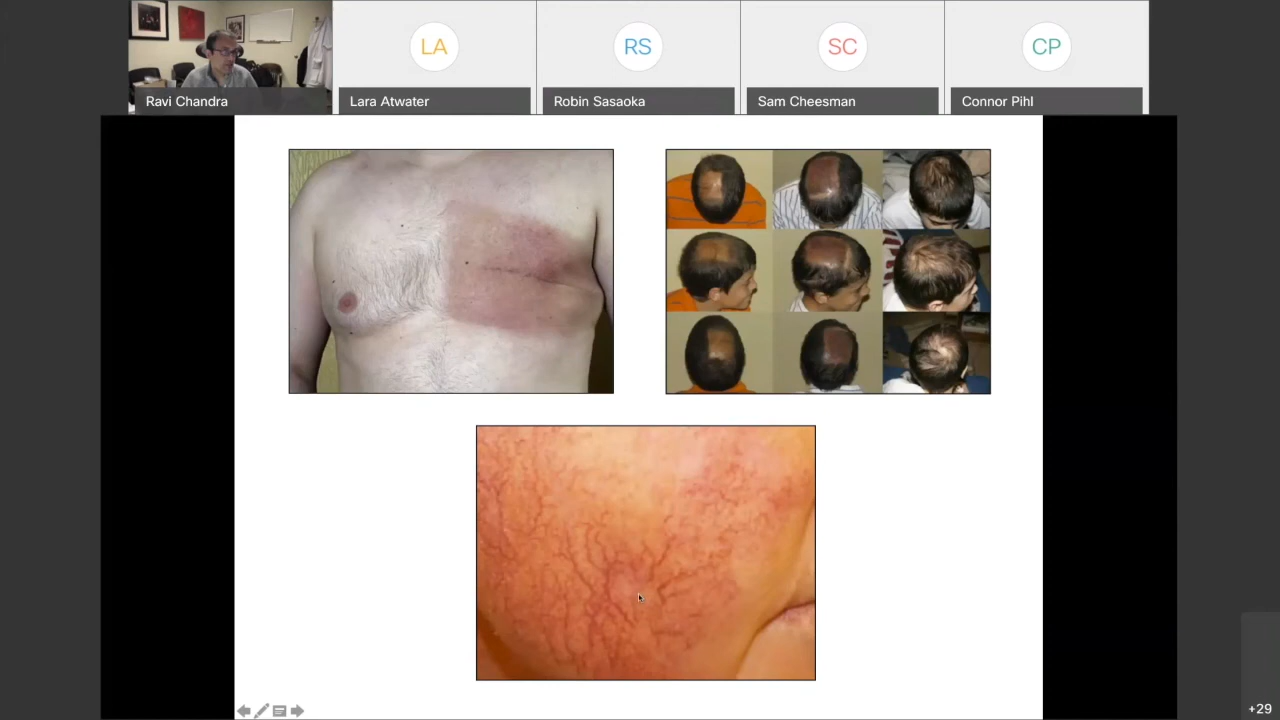 LA
RS
SC
CP
Ravi Chandra
Lara Atwater
Robin Sasaoka
Sam Cheesman
Connor Pihl
+29